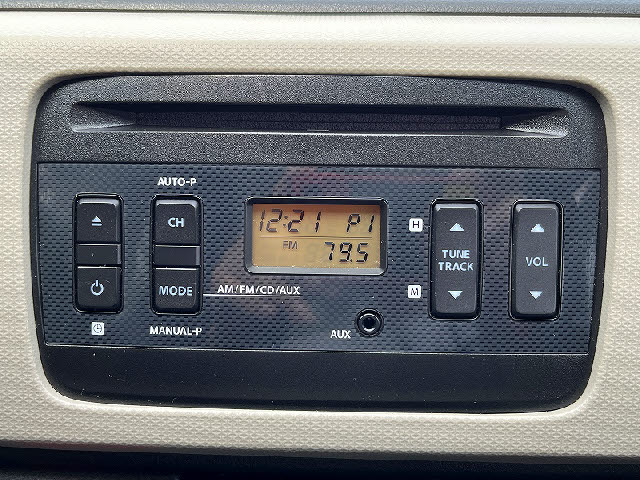 AUTO-P
CH
MODE
AM/FM/CD/AUX
MANUAL-P
12:21 P1
FM 79.5
AUX
H
M
TUNE
TRACK
VOL